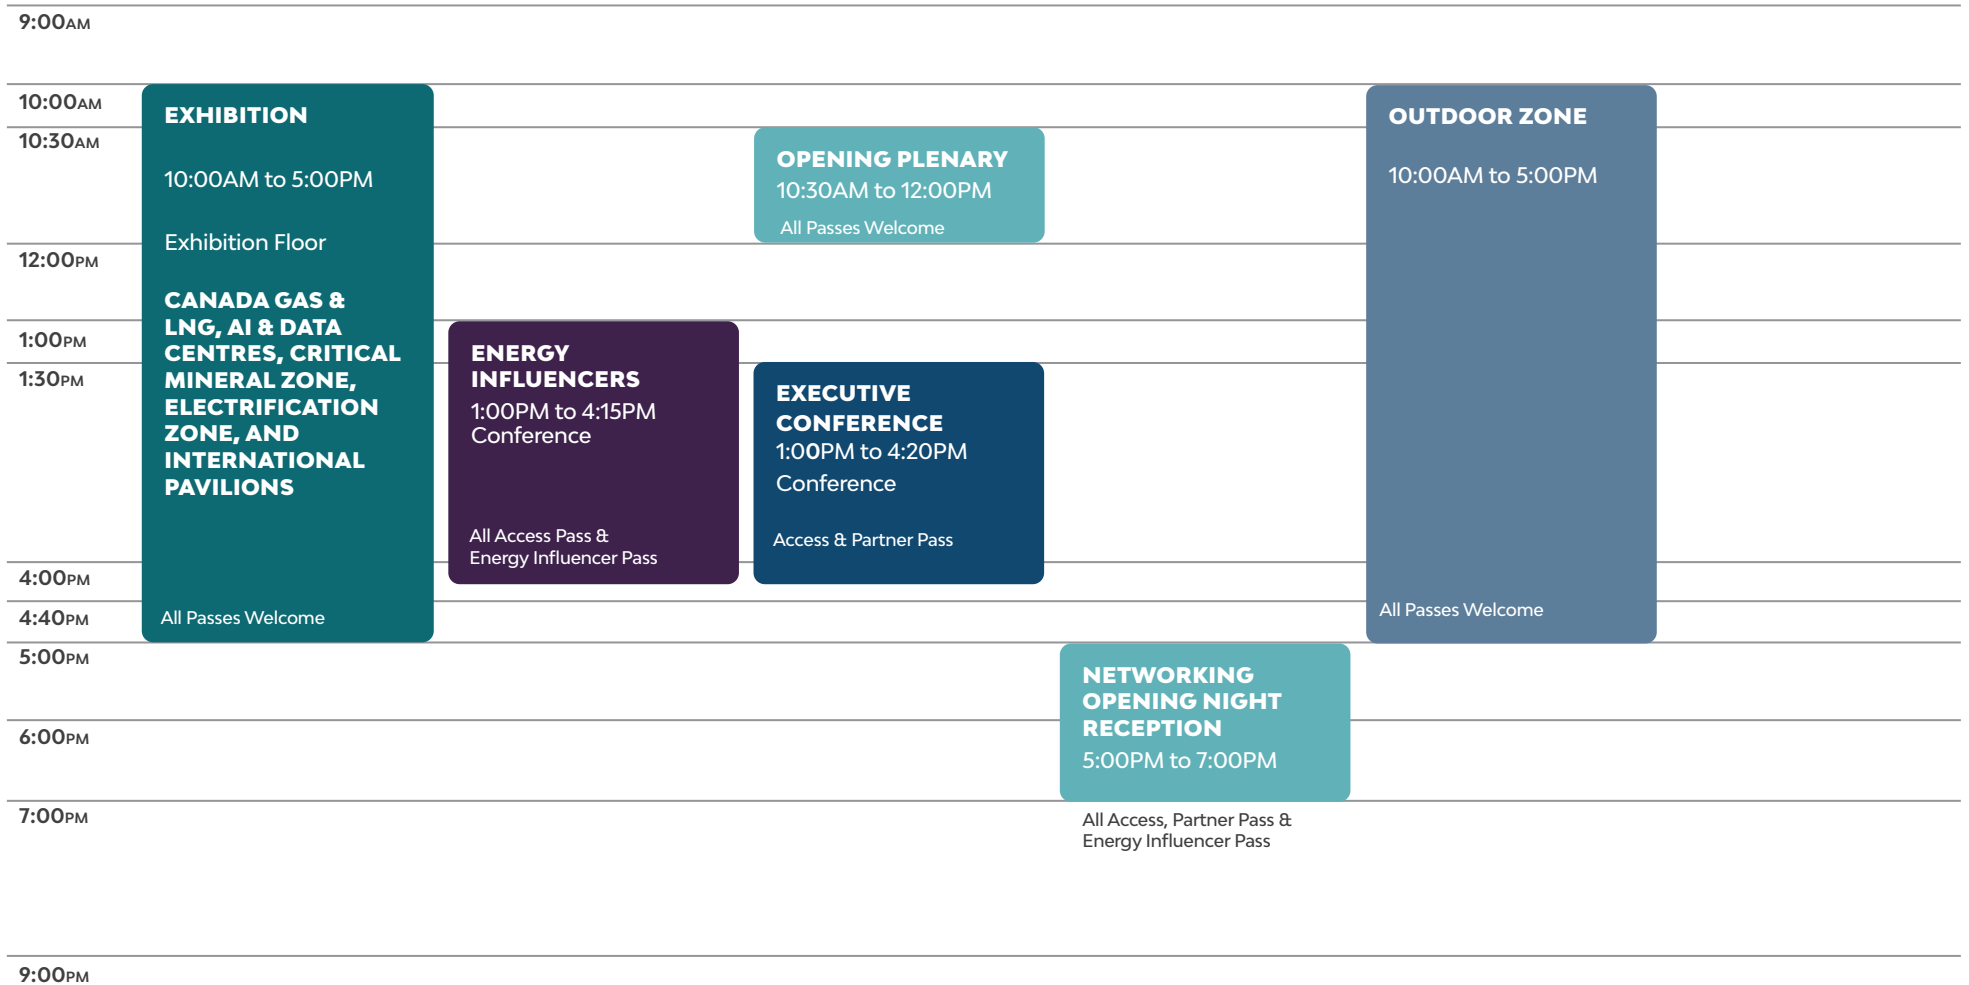 9:00AM
10:00AM
10:30AM
12:00PM
1:00PM
1:30PM
4:00PM
4:40PM
5:00PM
6:00PM
7:00PM
9:00PM
EXHIBITION
10:00AM to 5:00PM
Exhibition Floor
CANADA GAS &
LNG, AI & DATA
CENTRES, CRITICAL
MINERAL ZONE,
ELECTRIFICATION
ZONE, AND
INTERNATIONAL
PAVILIONS
All Passes Welcome
ENERGY
INFLUENCERS
1:00PM to 4:15PM
Conference
All Access Pass &
Energy Influencer Pass
OPENING PLENARY
10:30AM to 12:00PM
All Passes Welcome
EXECUTIVE
CONFERENCE
1:00PM to 4:20PM
Conference
Access & Partner Pass
NETWORKING
OPENING NIGHT
RECEPTION
5:00PM to 7:00PM
All Access, Partner Pass &
Energy Influencer Pass
OUTDOOR ZONE
10:00AM to 5:00PM
All Passes Welcome